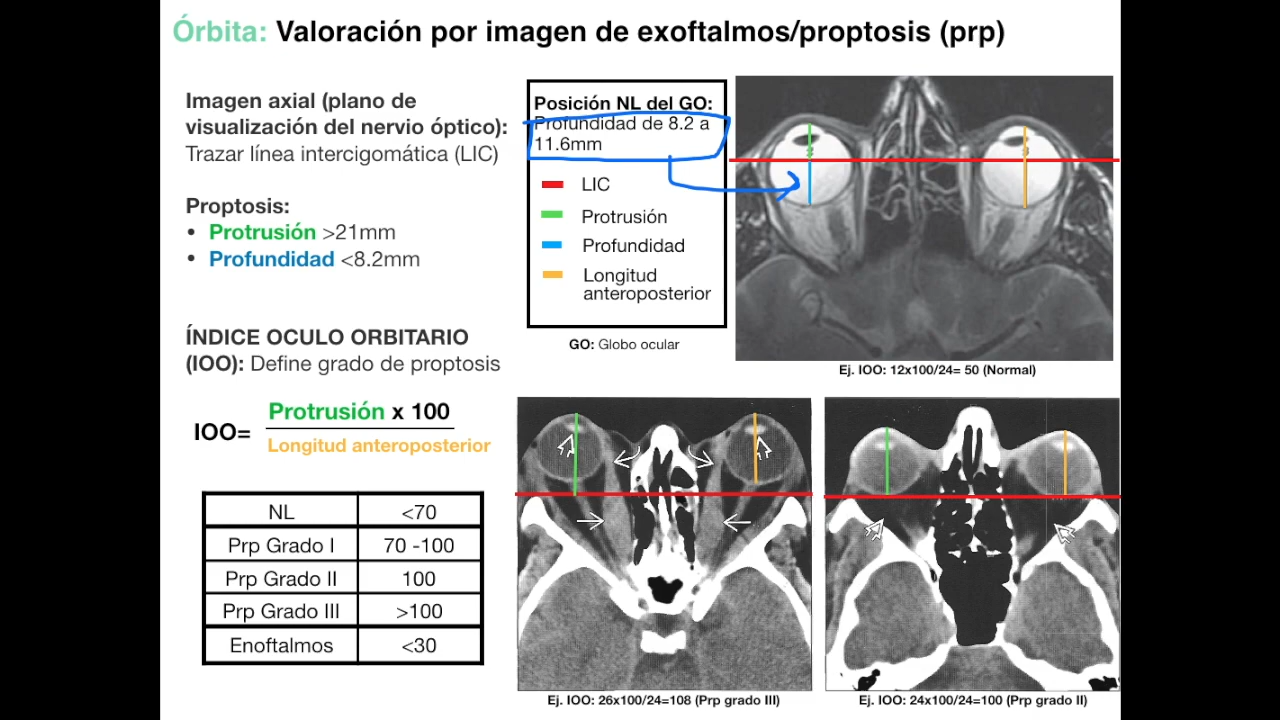 Órbita: Valoración por imagen de exoftalmos/proptosis (prp)
Imagen axial (plano de
visualización del nervio óptico):
Trazar línea intercigomática (LIC)
Proptosis:
• Protrusión >21mm
• Profundidad <8.2mm
ÍNDICE OCULO ORBITARIO
(IOO): Define grado de proptosis
IOO= Protrusión x 100
Longitud anteroposterior
NL <70
Prp Grado I 70 -100
Prp Grado II 100
Prp Grado III >100
Enoftalmos <30
Posición NL del GO:
Profundidad de 8.2 a
11.6mm
LIC
Protrusión
Profundidad
Longitud
anteroposterior
GO: Globo ocular
Ej. IOO: 12x100/24= 50 (Normal)
Ej. IOO: 26x100/24=108 (Prp grado III)
Ej. IOO: 24x100/24=100 (Prp grado II)